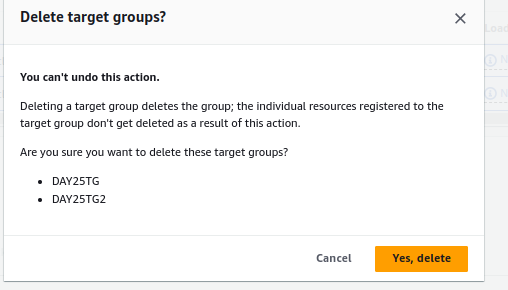 Delete target groups?
You can't undo this action.
Deleting a target group deletes the group; the individual resources registered to the
target group don't get deleted as a result of this action.
Are you sure you want to delete these target groups?
• DAY25TG
• DAY25TG2
Cancel
Yes, delete
Load